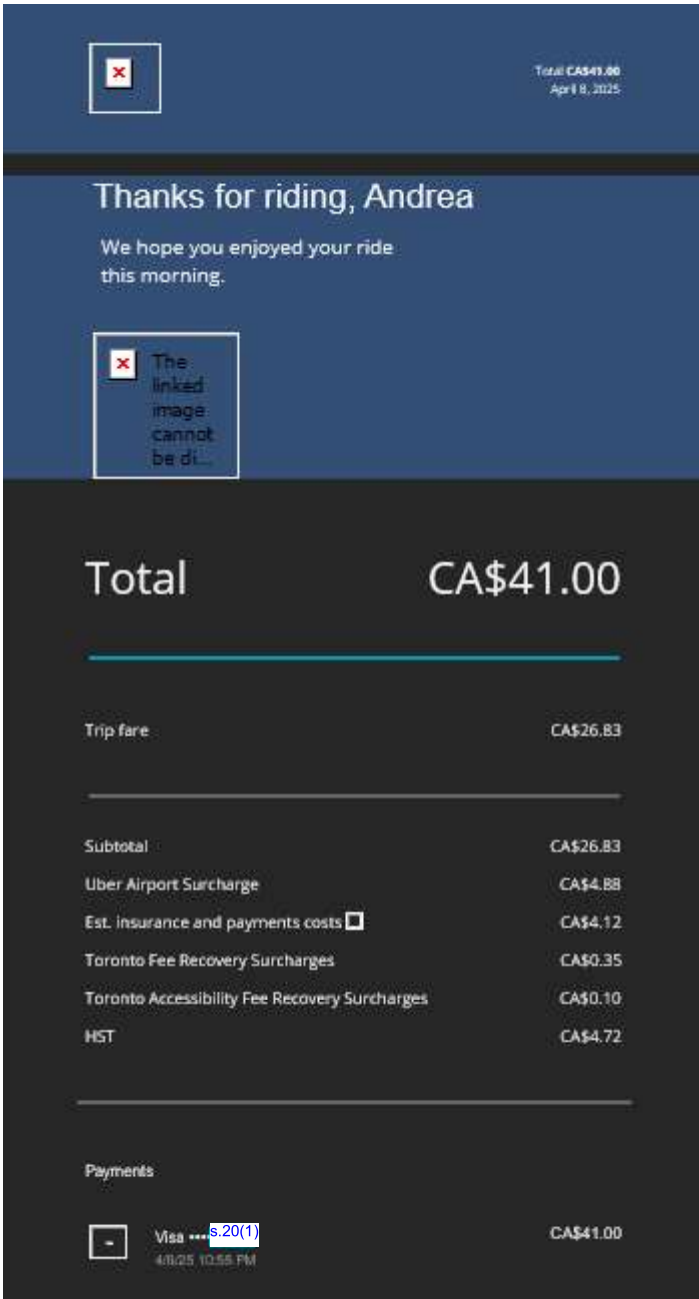 Total CA$41.00
April 8, 2025
Thanks for riding, Andrea
We hope you enjoyed your ride
this morning.
The
linked
image
cannot
be di...
Total CA$41.00
Trip fare CA$26.83
Subtotal CA$26.83
Uber Airport Surcharge CA$4.88
Est. insurance and payments costs CA$4.12
Toronto Fee Recovery Surcharges CA$0.35
Toronto Accessibility Fee Recovery Surcharges CA$0.10
HST CA$4.72
Payments
Visa ••••s.20(1) CA$41.00
4/8/25 10:55 PM